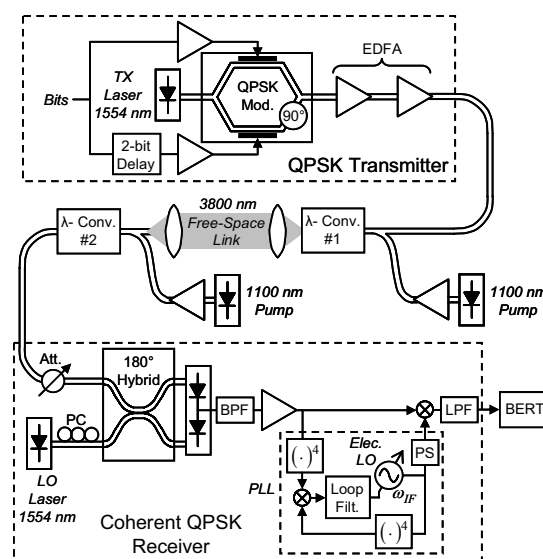 EDFA
TX
Laser
1554 nm
Bits
QPSK
Mod.
90°
2-bit
Delay
QPSK Transmitter
3800 nm
Free-Space
Link
λ- Conv.
#2
λ- Conv.
#1
1100 nm
Pump
1100 nm
Pump
Att.
180°
Hybrid
PC
BPF
LPF
BERT
LO
Laser
1554 nm
(·)⁴
Elec.
LO
PS
PLL
Loop
Filt.
ω_IF
(·)⁴
Coherent QPSK
Receiver